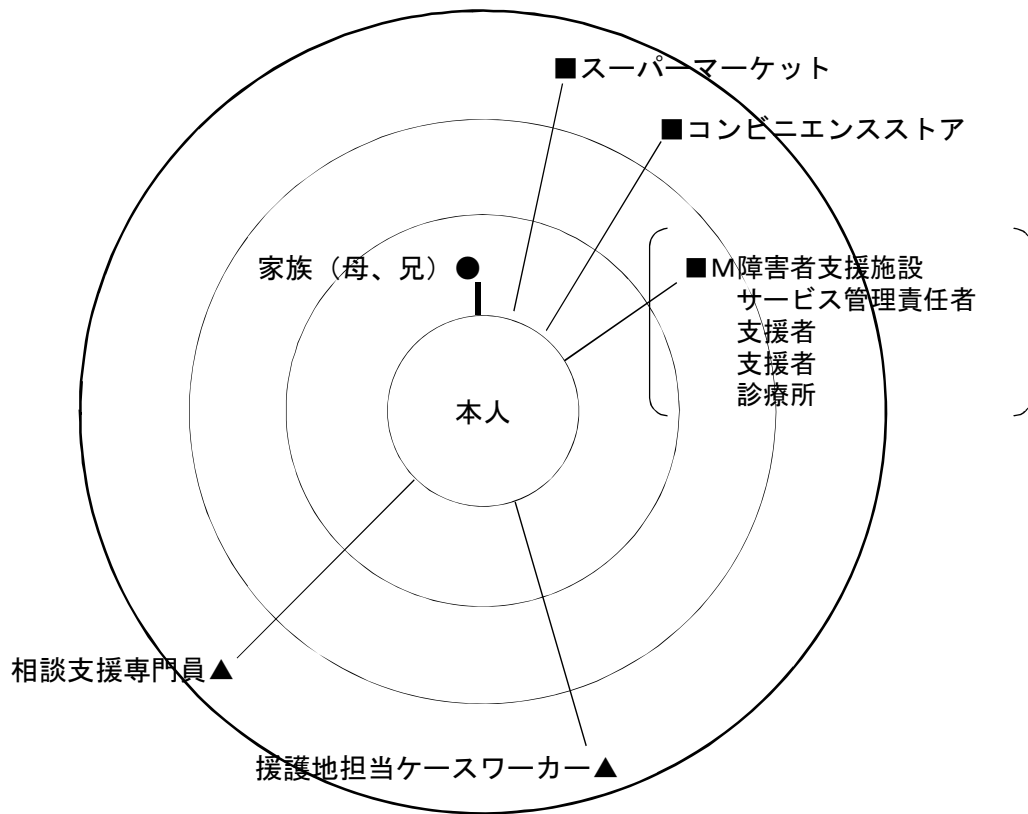 ■スーパーマーケット
■コンビニエンスストア
家族（母、兄）●
■M障害者支援施設
サービス管理責任者
支援者
支援者
診療所
本人
相談支援専門員▲
援護地担当ケースワーカー▲